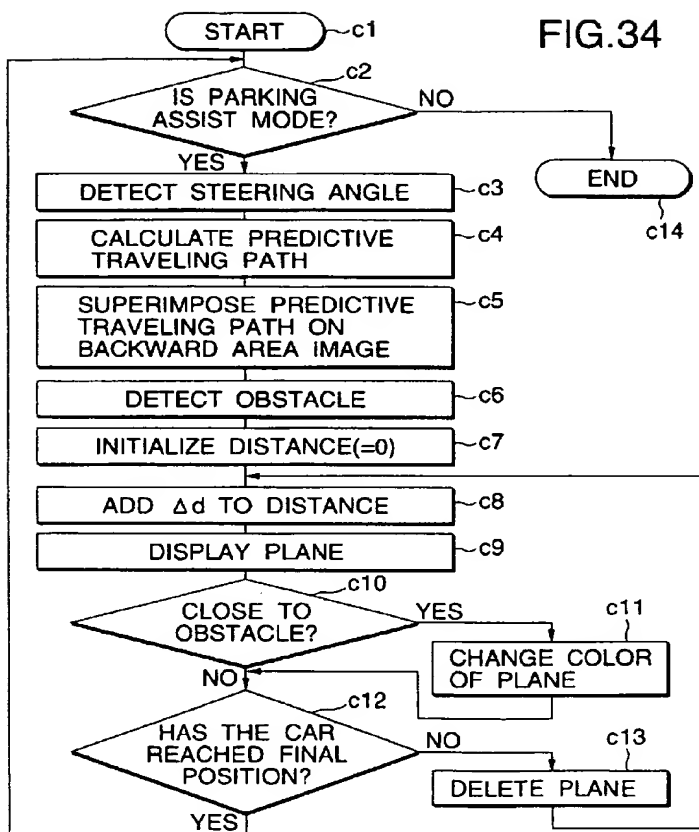 START
c1
FIG.34
c2
IS PARKING
ASSIST MODE?
NO
YES
DETECT STEERING ANGLE
c3
END
c14
CALCULATE PREDICTIVE
TRAVELING PATH
c4
SUPERIMPOSE PREDICTIVE
TRAVELING PATH ON
BACKWARD AREA IMAGE
c5
DETECT OBSTACLE
c6
INITIALIZE DISTANCE(=0)
c7
ADD Δd TO DISTANCE
c8
DISPLAY PLANE
c9
c10
CLOSE TO
OBSTACLE?
YES
c11
CHANGE COLOR
OF PLANE
NO
c12
HAS THE CAR
REACHED FINAL
POSITION?
NO
c13
DELETE PLANE
YES